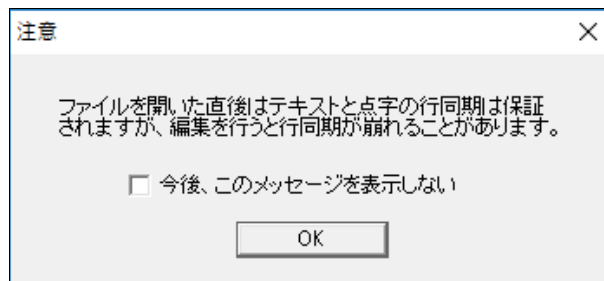 注意
ファイルを開いた直後はテキストと点字の行同期は保証
されますが、編集を行うと行同期が崩れることがあります。
今後、このメッセージを表示しない
OK